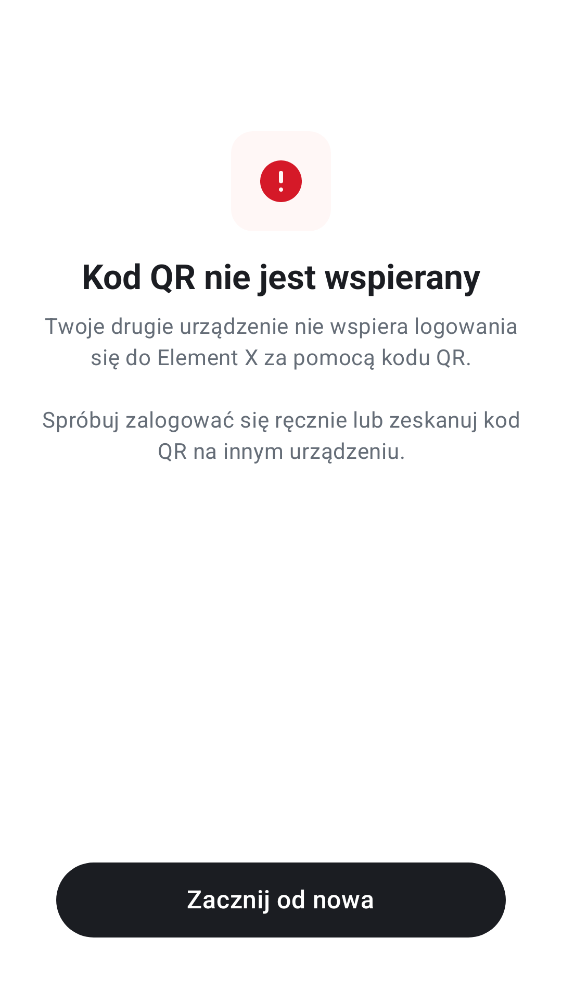 Kod QR nie jest wspierany
Twoje drugie urządzenie nie wspiera logowania
się do Element X za pomocą kodu QR.
Spróbuj zalogować się ręcznie lub zeskanuj kod
QR na innym urządzeniu.
Zacznij od nowa